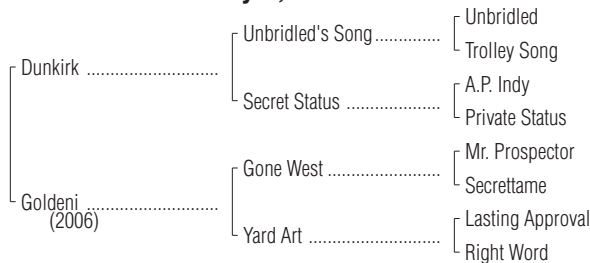 Unbridled
Unbridled's Song
Trolley Song
Dunkirk
A.P. Indy
Secret Status
Private Status
Mr. Prospector
Gone West
Secrettame
Goldeni
(2006)
Lasting Approval
Yard Art
Right Word